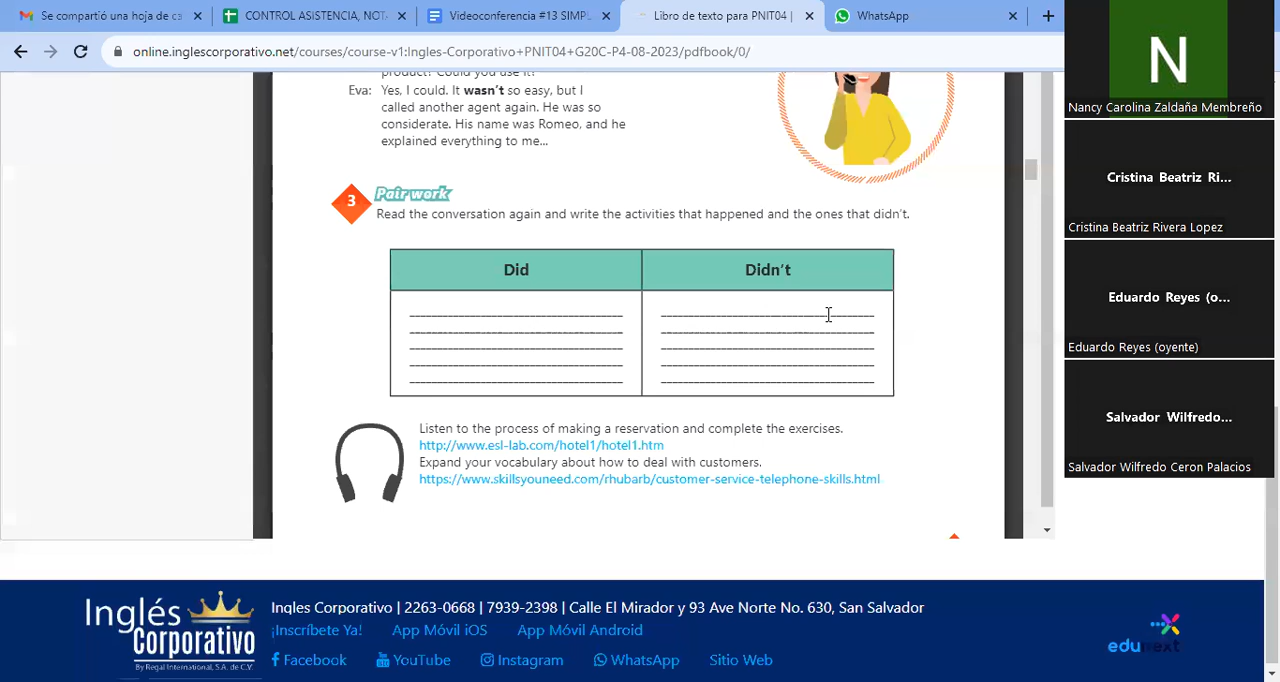 Se compartió una hoja de ca
CONTROL ASISTENCIA, NOTA
Videoconferencia #13 SIMPL
Libro de texto para PNIT04 |
WhatsApp
online.inglescorporativo.net/courses/course-v1:Ingles-Corporativo+PNIT04+G20C-P4-08-2023/pdfbook/0/
product? Could you use it?
Eva: Yes, I could. It wasn't so easy, but I
called another agent again. He was so
considerate. His name was Romeo, and he
explained everything to me...
3 Pair work
Read the conversation again and write the activities that happened and the ones that didn't.
Did Didn't
Listen to the process of making a reservation and complete the exercises.
http://www.esl-lab.com/hotel1/hotel1.htm
Expand your vocabulary about how to deal with customers.
https://www.skillsyouneed.com/rhubarb/customer-service-telephone-skills.html
N
Nancy Carolina Zaldaña Membreño
Cristina Beatriz Ri...
Cristina Beatriz Rivera Lopez
Eduardo Reyes (o...
Eduardo Reyes (oyente)
Salvador Wilfredo...
Salvador Wilfredo Ceron Palacios
Inglés
Corporativo
By Regal International, S.A. de C.V.
Ingles Corporativo | 2263-0668 | 7939-2398 | Calle El Mirador y 93 Ave Norte No. 630, San Salvador
¡Inscríbete Ya! App Móvil iOS App Móvil Android
Facebook YouTube Instagram WhatsApp Sitio Web
edunext